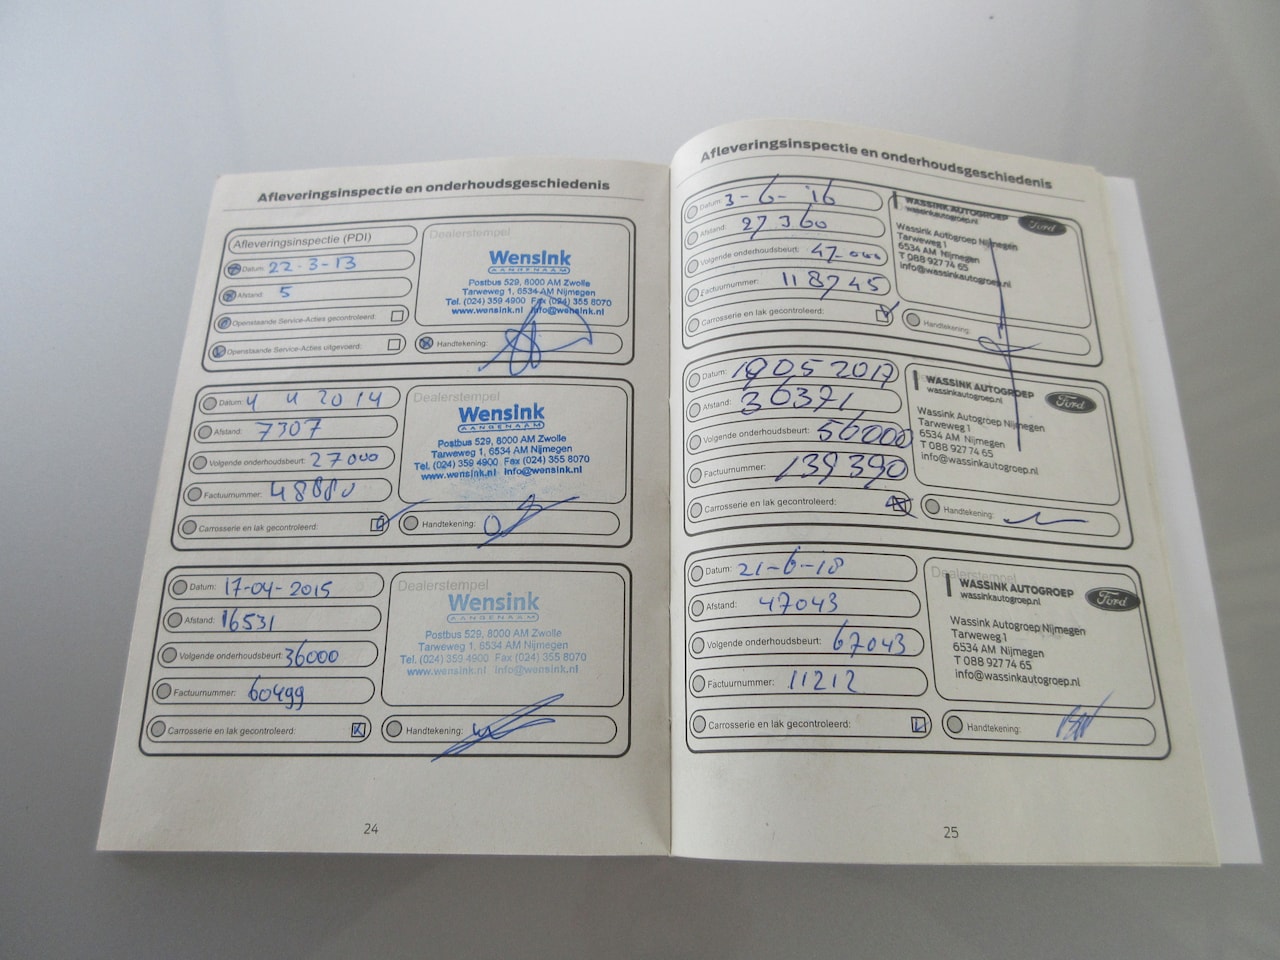 Afleveringsinspectie en onderhoudsgeschiedenis
Afleveringsinspectie (PDI)
Datum: 22-3-13
Afstand: 5
Openstaande Service-Acties gecontroleerd:
Openstaande Service-Acties uitgevoerd:
Dealerstempel
Wensink
AANGENAAM
Postbus 529, 8000 AM Zwolle
Tarweweg 1, 6534 AM Nijmegen
Tel. (024) 359 4900 Fax (024) 355 8070
www.wensink.nl info@wensink.nl
Handtekening:
Datum: 4 4 2014
Afstand: 7307
Volgende onderhoudsbeurt: 27000
Factuurnummer:
Carrosserie en lak gecontroleerd:
Dealerstempel
Wensink
AANGENAAM
Postbus 529, 8000 AM Zwolle
Tarweweg 1, 6534 AM Nijmegen
Tel. (024) 359 4900 Fax (024) 355 8070
www.wensink.nl info@wensink.nl
Handtekening:
Datum: 17-04-2015
Afstand: 16531
Volgende onderhoudsbeurt: 36000
Factuurnummer: 60499
Carrosserie en lak gecontroleerd:
Dealerstempel
Wensink
AANGENAAM
Postbus 529, 8000 AM Zwolle
Tarweweg 1, 6534 AM Nijmegen
Tel. (024) 359 4900 Fax (024) 355 8070
www.wensink.nl info@wensink.nl
Handtekening:
24
Afleveringsinspectie en onderhoudsgeschiedenis
Datum: 3-6-'16
Afstand: 27360
Volgende onderhoudsbeurt: 47-000
Factuurnummer: 118745
Carrosserie en lak gecontroleerd:
WASSINK AUTOGROEP
wassinkautogroep.nl
Ford
Wassink Autogroep Nijmegen
Tarweweg 1
6534 AM Nijmegen
T 088 927 74 65
info@wassinkautogroep.nl
Handtekening:
Datum: 19 05 2017
Afstand: 36371
Volgende onderhoudsbeurt: 56000
Factuurnummer: 139390
Carrosserie en lak gecontroleerd:
WASSINK AUTOGROEP
wassinkautogroep.nl
Ford
Wassink Autogroep Nijmegen
Tarweweg 1
6534 AM Nijmegen
T 088 927 74 65
info@wassinkautogroep.nl
Handtekening:
Datum: 21-6-18
Afstand: 47043
Volgende onderhoudsbeurt: 67043
Factuurnummer: 11212
Carrosserie en lak gecontroleerd:
Dealerstempel
WASSINK AUTOGROEP
wassinkautogroep.nl
Ford
Wassink Autogroep Nijmegen
Tarweweg 1
6534 AM Nijmegen
T 088 927 74 65
info@wassinkautogroep.nl
Handtekening:
25